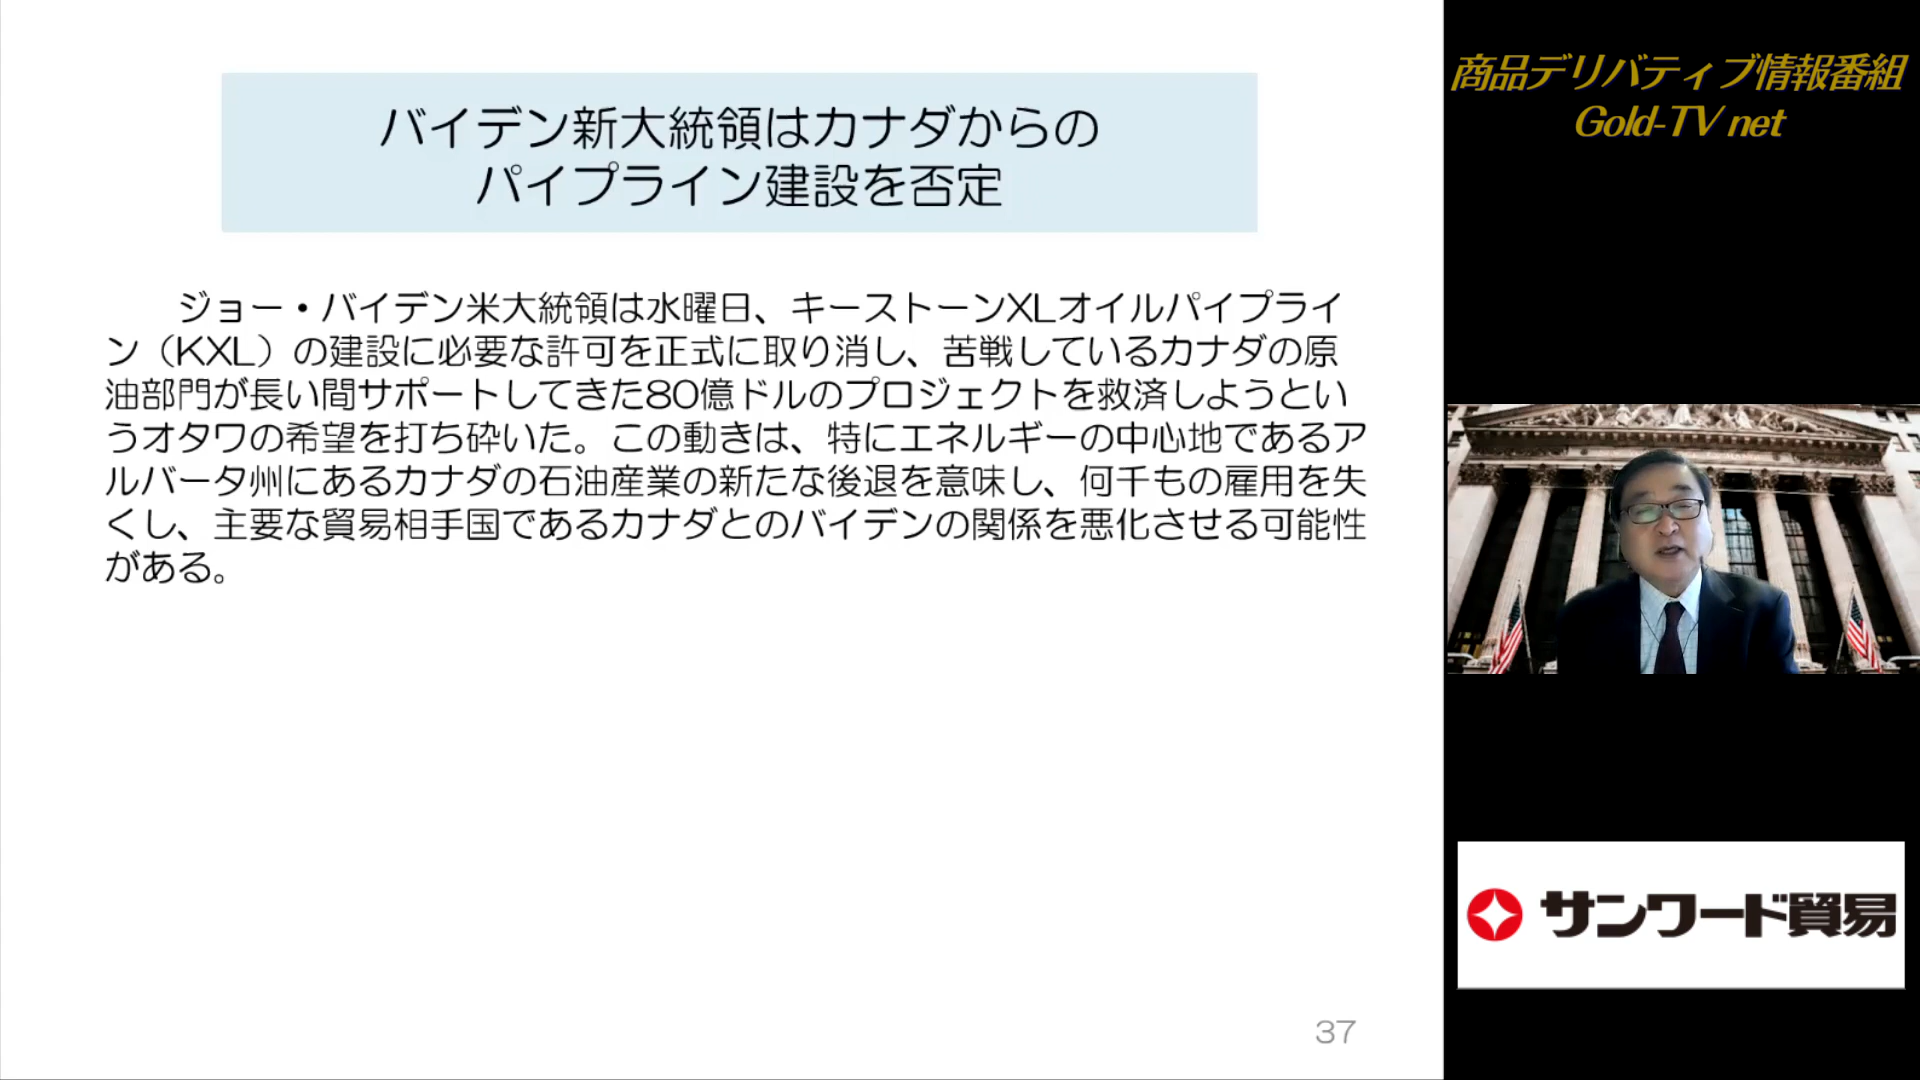 バイデン新大統領はカナダからの
パイプライン建設を否定
ジョー・バイデン米大統領は水曜日、キーストーンXLオイルパイプライ
ン（KXL）の建設に必要な許可を正式に取り消し、苦戦しているカナダの原
油部門が長い間サポートしてきた80億ドルのプロジェクトを救済しようとい
うオタワの希望を打ち砕いた。この動きは、特にエネルギーの中心地であるア
ルバータ州にあるカナダの石油産業の新たな後退を意味し、何千もの雇用を失
くし、主要な貿易相手国であるカナダとのバイデンの関係を悪化させる可能性
がある。
37
商品デリバティブ情報番組
Gold-TV net
サンワード貿易